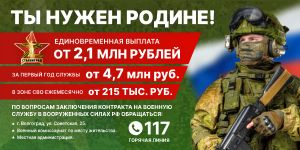 ТЫ НУЖЕН РОДИНЕ!
СТАЛИНГРАД
ЕДИНОВРЕМЕННАЯ ВЫПЛАТА
ОТ 2,1 МЛН РУБЛЕЙ
ЗА ПЕРВЫЙ ГОД СЛУЖБЫ от 4,7 млн руб.
В ЗОНЕ СВО ЕЖЕМЕСЯЧНО от 215 тыс. руб.
ПО ВОПРОСАМ ЗАКЛЮЧЕНИЯ КОНТРАКТА НА ВОЕННУЮ
СЛУЖБУ В ВООРУЖЕННЫХ СИЛАХ РФ ОБРАЩАТЬСЯ:
• г. Волгоград, ул. Советская, 25.
• Военный комиссариат по месту жительства.
• Местная администрация.
117
ГОРЯЧАЯ ЛИНИЯ